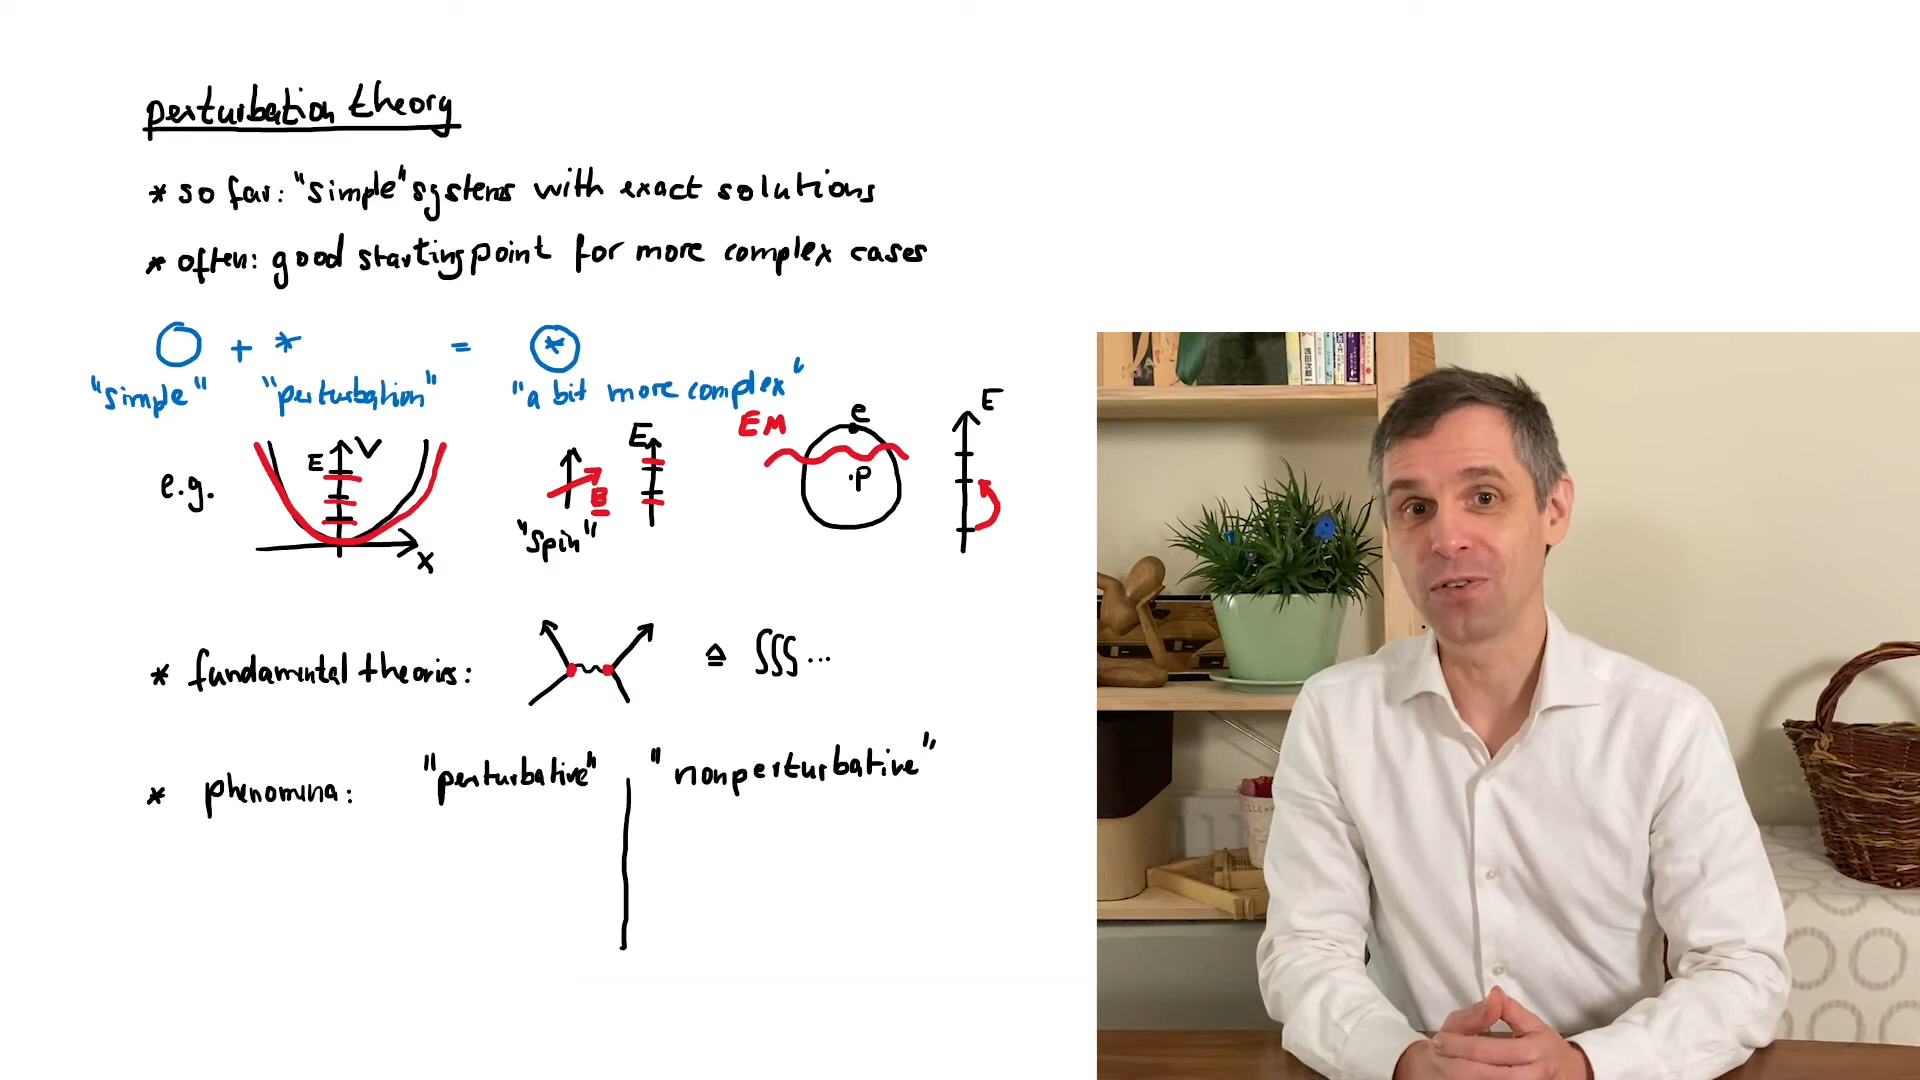 perturbation theory
* so far: "simple" systems with exact solutions
* often: good starting point for more complex cases
+ * = *
"simple" "perturbation" "a bit more complex"
e.g. E V x
"spin" B E
EM e p E
* fundamental theories: ≙ ∫∫∫...
* phenomina: "perturbative" "nonperturbative"